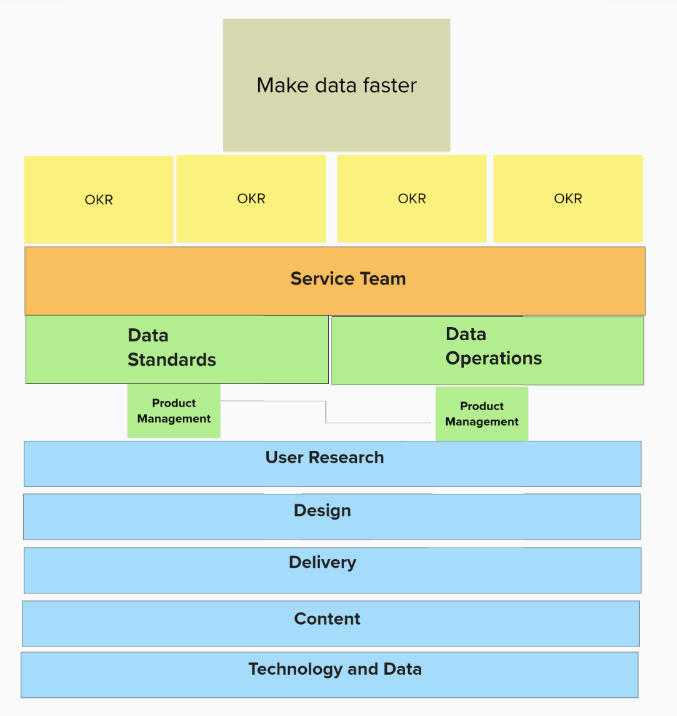 Make data faster
OKR
OKR
OKR
OKR
Service Team
Data
Standards
Data
Operations
Product
Management
Product
Management
User Research
Design
Delivery
Content
Technology and Data